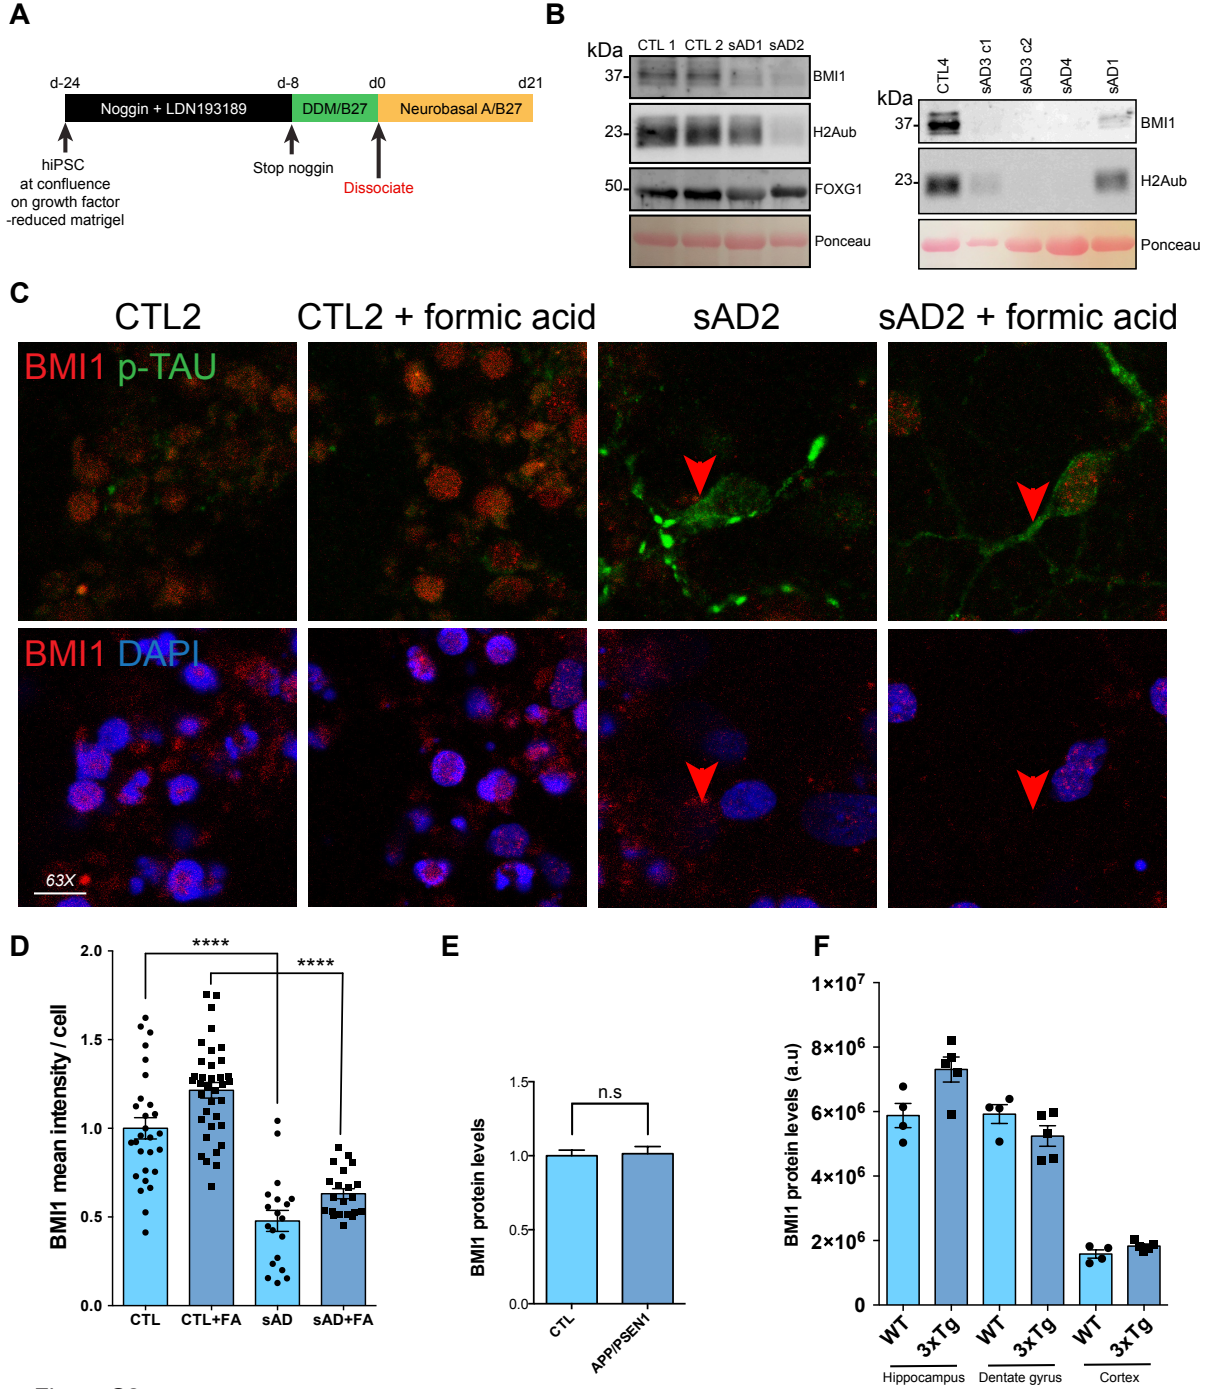 A
d-24 d-8 d0 d21
Noggin + LDN193189 DDM/B27 Neurobasal A/B27
hiPSC
at confluence
on growth factor
-reduced matrigel
Stop noggin
Dissociate
B
kDa CTL 1 CTL 2 sAD1 sAD2
37 BMI1
23 H2Aub
50 FOXG1
Ponceau
kDa CTL4 sAD3 c1 sAD3 c2 sAD4 sAD1
37 BMI1
23 H2Aub
Ponceau
C
CTL2 CTL2 + formic acid sAD2 sAD2 + formic acid
BMI1 p-TAU
BMI1 DAPI
63X
D
BMI1 mean intensity / cell
2.0
1.5
1.0
0.5
0.0
**** ****
CTL CTL+FA sAD sAD+FA
E
BMI1 protein levels
1.5
1.0
0.5
0.0
n.s
CTL APP/PSEN1
F
BMI1 protein levels (a.u)
1×10⁷
8×10⁶
6×10⁶
4×10⁶
2×10⁶
0
WT 3xTg WT 3xTg WT 3xTg
Hippocampus Dentate gyrus Cortex